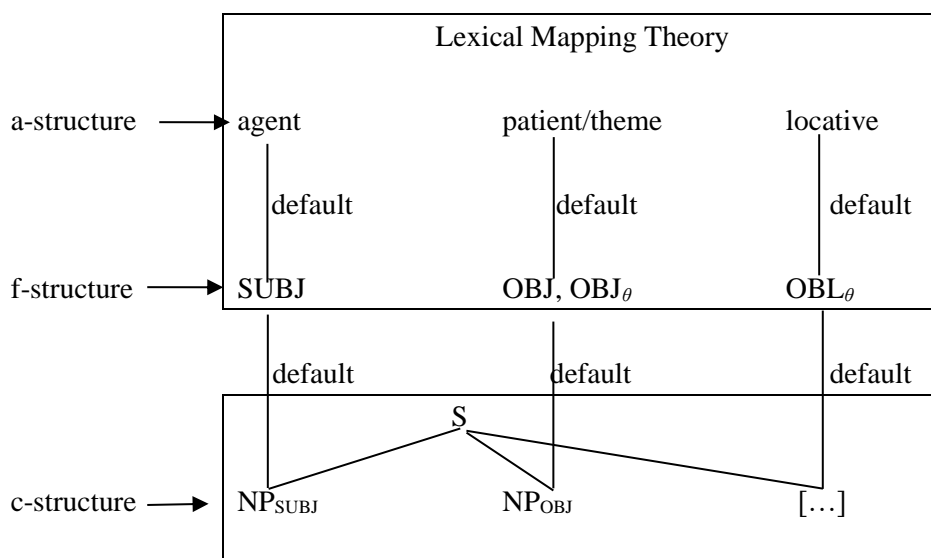 Lexical Mapping Theory
a-structure agent patient/theme locative
default default default
f-structure SUBJ OBJ, OBJθ OBLθ
default default default
S
c-structure NPSUBJ NPOBJ […]